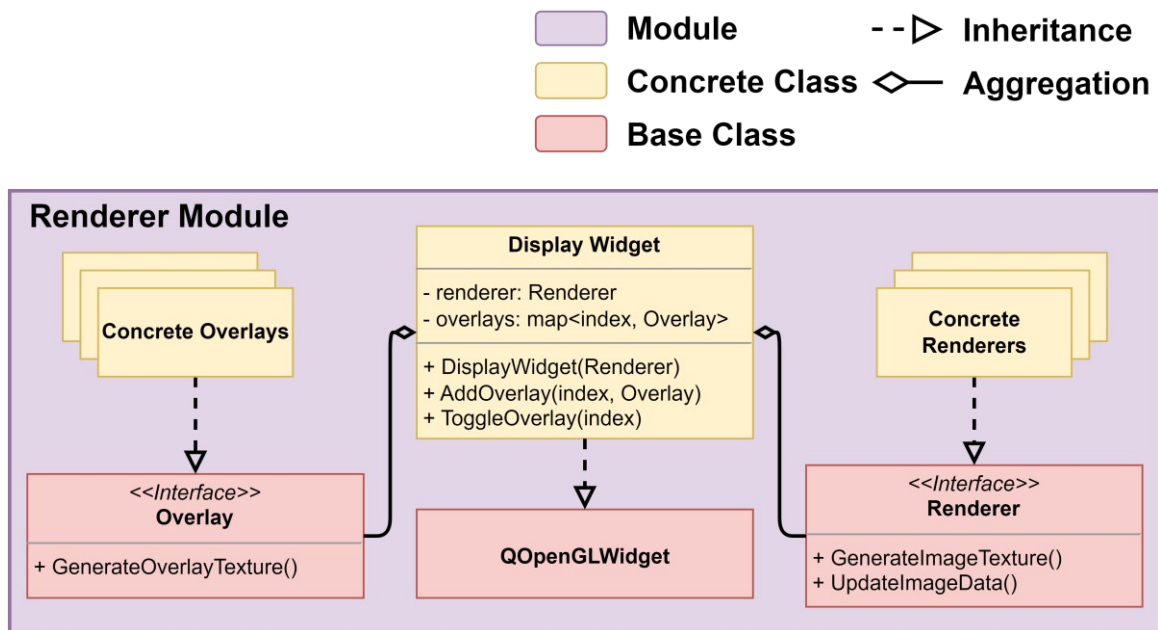 Module
Inheritance
Concrete Class
Aggregation
Base Class
Renderer Module
Concrete Overlays
Display Widget
- renderer: Renderer
- overlays: map<index, Overlay>
+ DisplayWidget(Renderer)
+ AddOverlay(index, Overlay)
+ ToggleOverlay(index)
Concrete
Renderers
<<Interface>>
Overlay
+ GenerateOverlayTexture()
QOpenGLWidget
<<Interface>>
Renderer
+ GenerateImageTexture()
+ UpdateImageData()